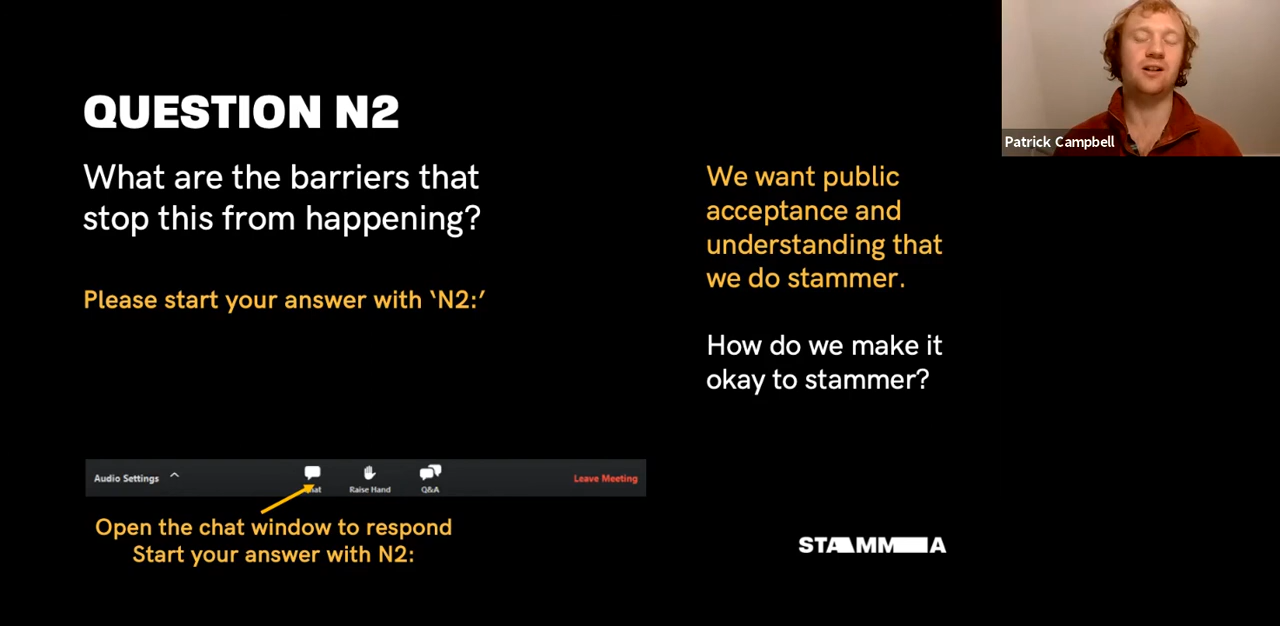 QUESTION N2
What are the barriers that
stop this from happening?
Please start your answer with ‘N2:’
We want public
acceptance and
understanding that
we do stammer.
How do we make it
okay to stammer?
Patrick Campbell
Audio Settings
Raise Hand
Q&A
Leave Meeting
Open the chat window to respond
Start your answer with N2:
STAMMA